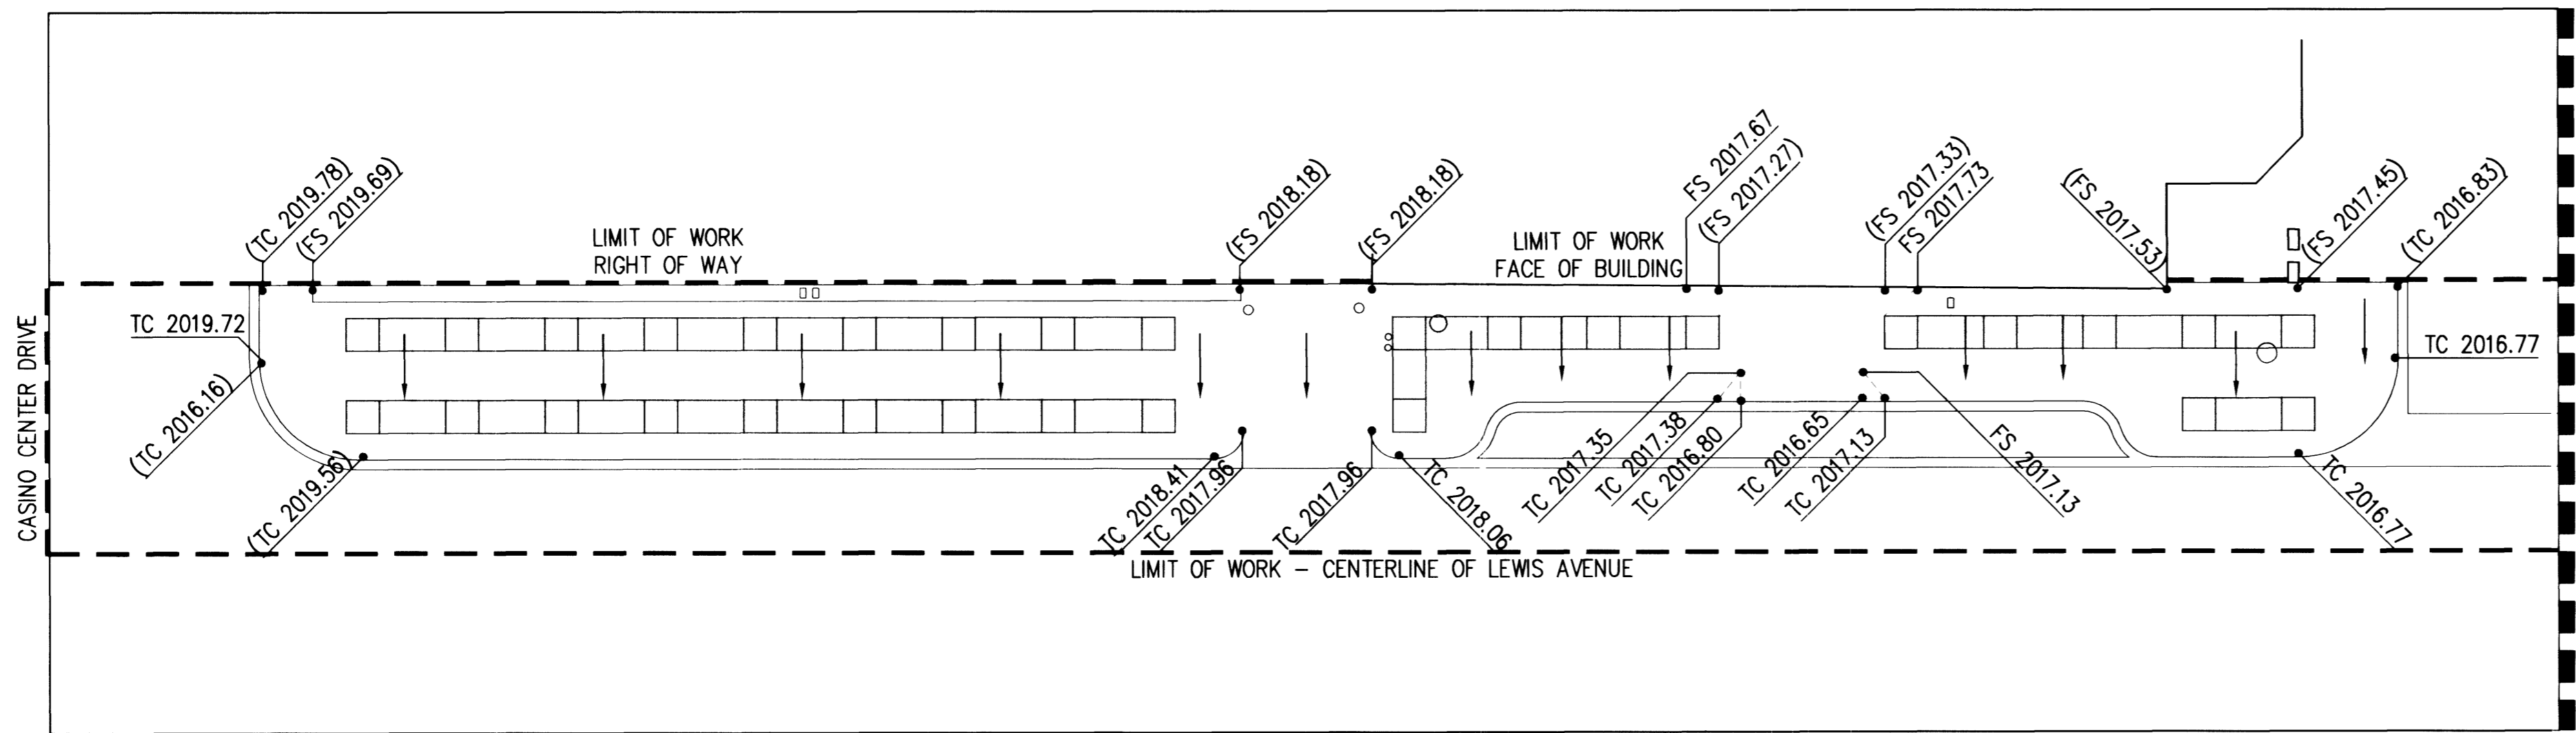 FS 2017.67
(TC 2019.78)
(FS 2019.69)
(FS 2018.18)
(FS 2018.18)
(FS 2017.27)
(FS 2017.33)
FS 2017.73
(FS 2017.53)
(FS 2017.45)
(TC 2016.83)
LIMIT OF WORK
RIGHT OF WAY
LIMIT OF WORK
FACE OF BUILDING
TC 2019.72
TC 2016.77
CASINO CENTER DRIVE
(TC 2016.16)
(TC 2019.56)
TC 2018.41
TC 2017.96
TC 2017.96
TC 2018.06
TC 2017.35
TC 2017.38
TC 2016.80
TC 2016.65
TC 2017.13
FS 2017.13
TC 2016.77
LIMIT OF WORK – CENTERLINE OF LEWIS AVENUE